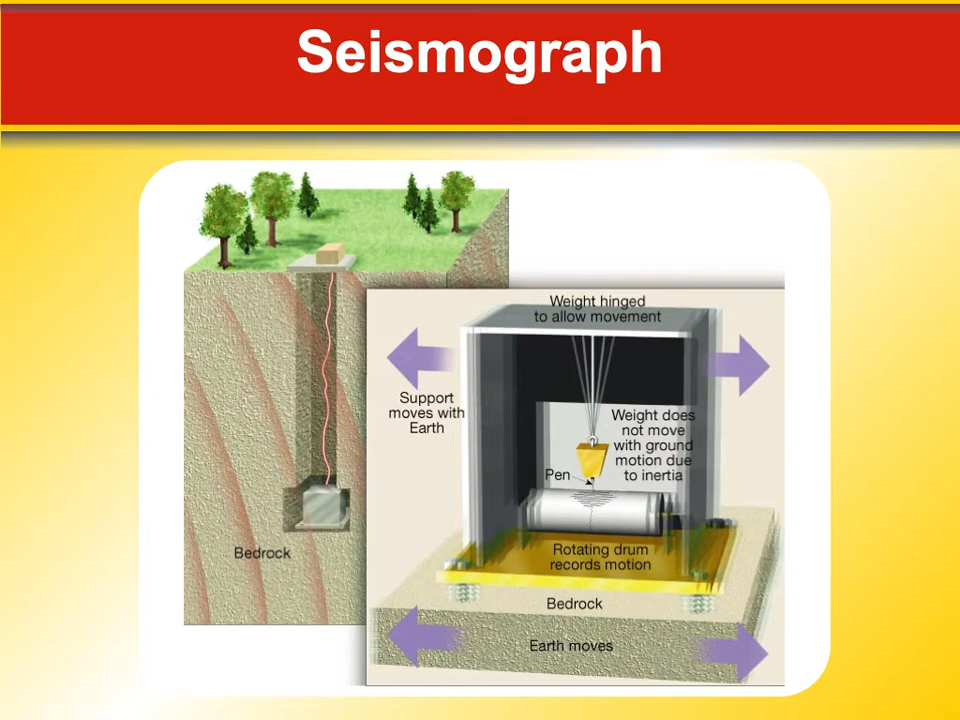 Seismograph
Weight hinged
to allow movement
Support
moves with
Earth
Weight does
not move
with ground
motion due
to inertia
Pen
Bedrock
Rotating drum
records motion
Bedrock
Earth moves